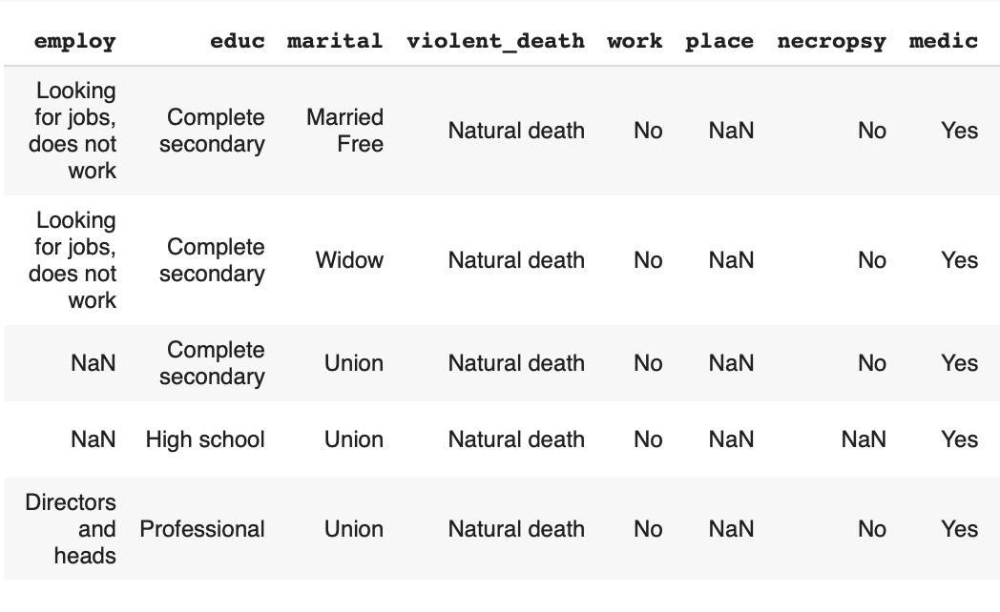 employ educ marital violent_death work place necropsy medic
Looking
for jobs,
does not
work
Complete
secondary
Married
Free
Natural death No NaN No Yes
Looking
for jobs,
does not
work
Complete
secondary
Widow Natural death No NaN No Yes
NaN
Complete
secondary
Union Natural death No NaN No Yes
NaN High school Union Natural death No NaN NaN Yes
Directors
and
heads
Professional Union Natural death No NaN No Yes